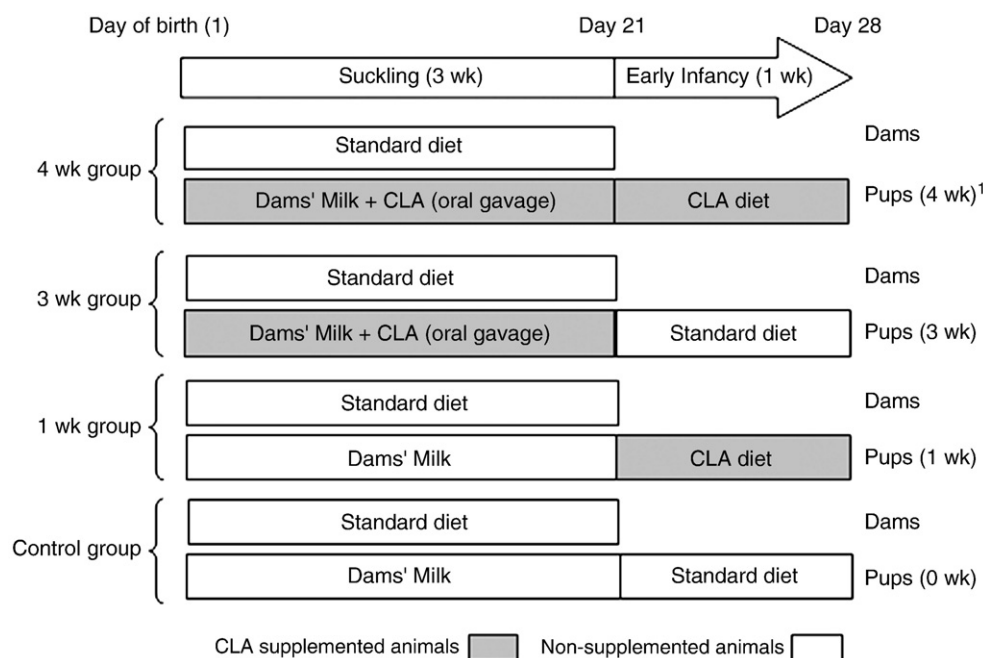 Day of birth (1) Day 21 Day 28
Suckling (3 wk) Early Infancy (1 wk)
4 wk group
Standard diet Dams
Dams' Milk + CLA (oral gavage) CLA diet Pups (4 wk)1
3 wk group
Standard diet Dams
Dams' Milk + CLA (oral gavage) Standard diet Pups (3 wk)
1 wk group
Standard diet Dams
Dams' Milk CLA diet Pups (1 wk)
Control group
Standard diet Dams
Dams' Milk Standard diet Pups (0 wk)
CLA supplemented animals Non-supplemented animals